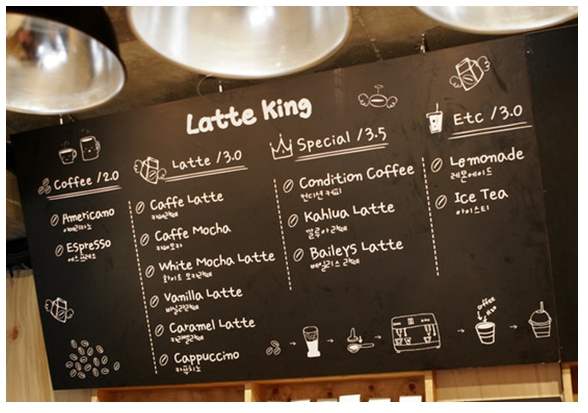 Latte King
Coffee /2.0
Americano
아메리카노
Espresso
에스프레소
Latte /3.0
Caffe Latte
카페라떼
Caffe Mocha
카페모카
White Mocha Latte
화이트 모카라떼
Vanilla Latte
바닐라라떼
Caramel Latte
카라멜라떼
Cappuccino
카푸치노
Special /3.5
Condition Coffee
컨디션 커피
Kahlua Latte
깔루아 라떼
Baileys Latte
베일리스 라떼
Etc /3.0
Lemonade
레몬에이드
Ice Tea
아이스티
coffee